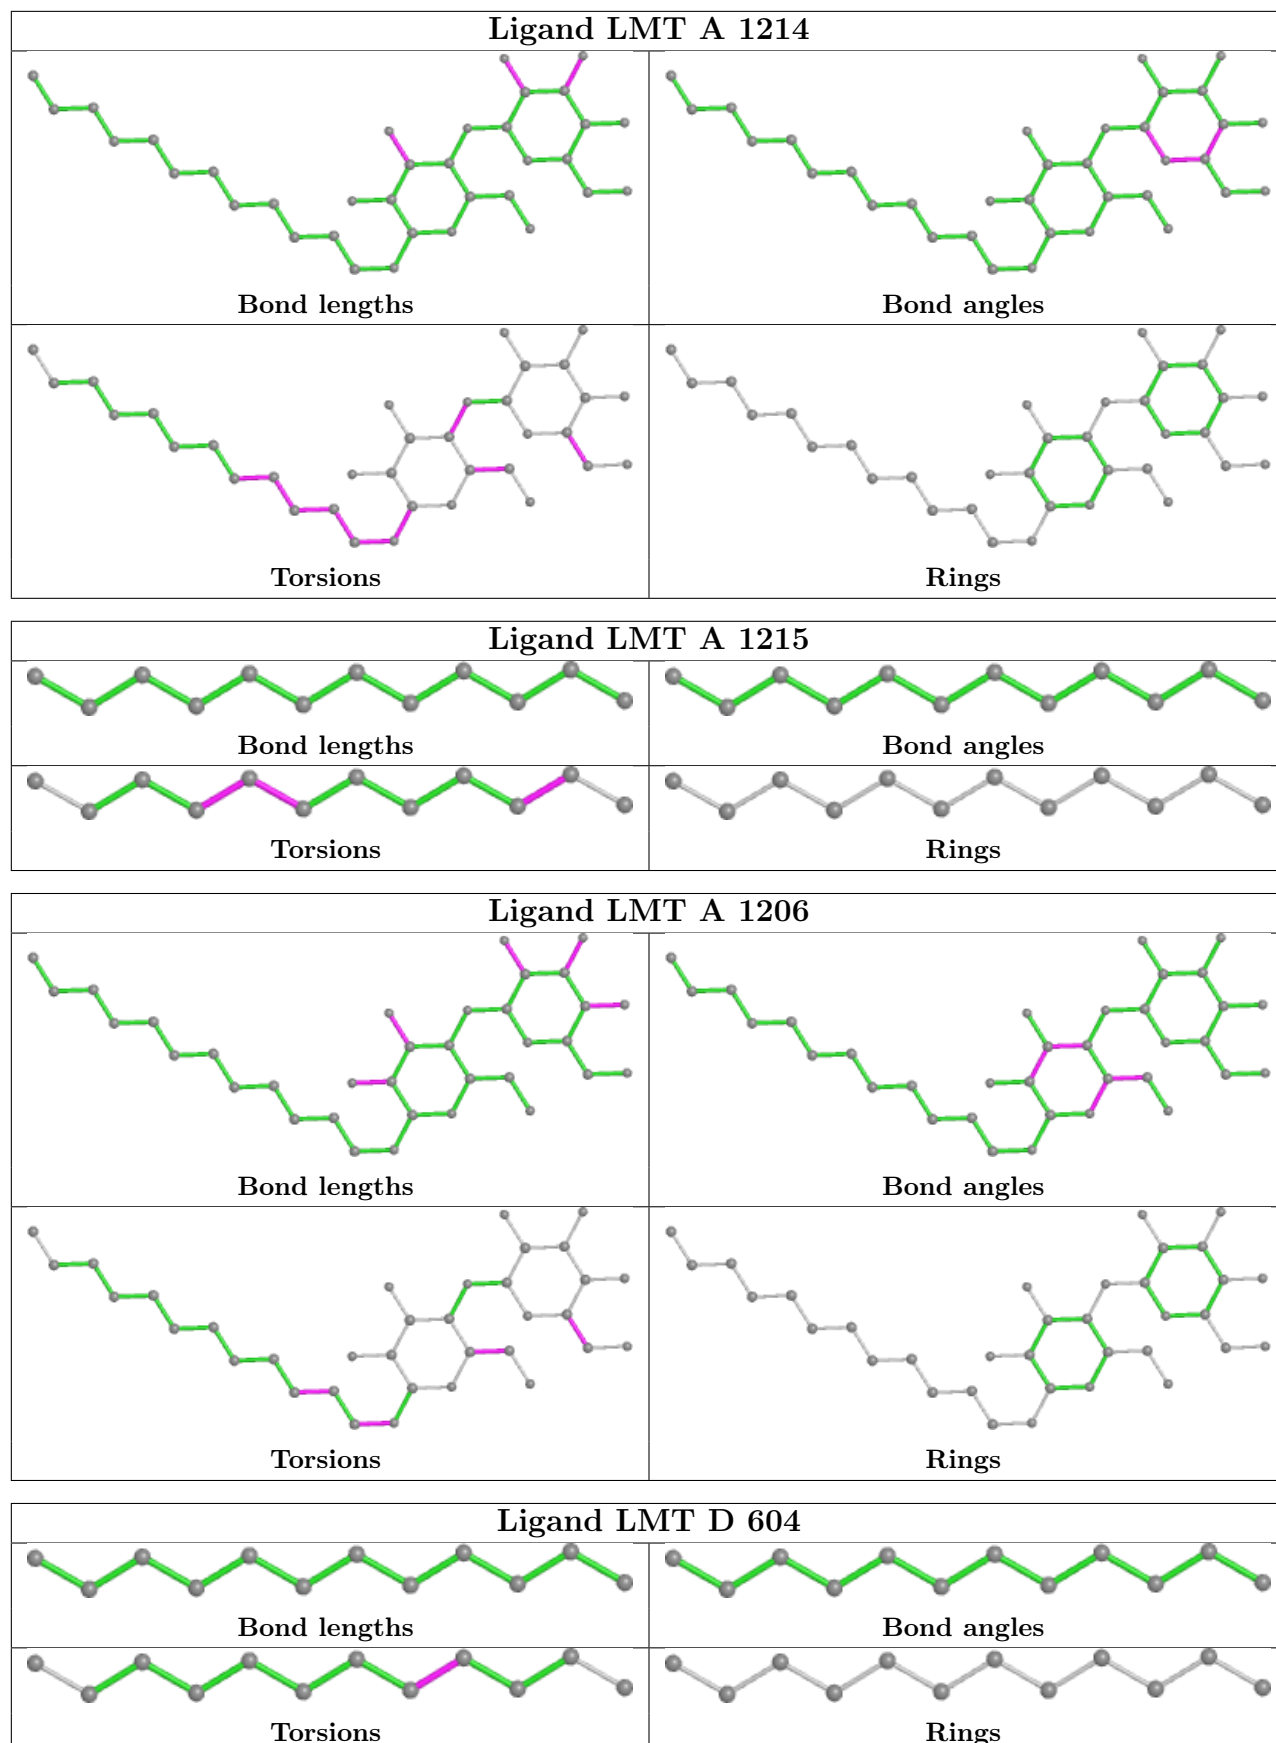 Ligand LMT A 1214
Bond lengths
Bond angles
Torsions
Rings
Ligand LMT A 1215
Bond lengths
Bond angles
Torsions
Rings
Ligand LMT A 1206
Bond lengths
Bond angles
Torsions
Rings
Ligand LMT D 604
Bond lengths
Bond angles
Torsions
Rings